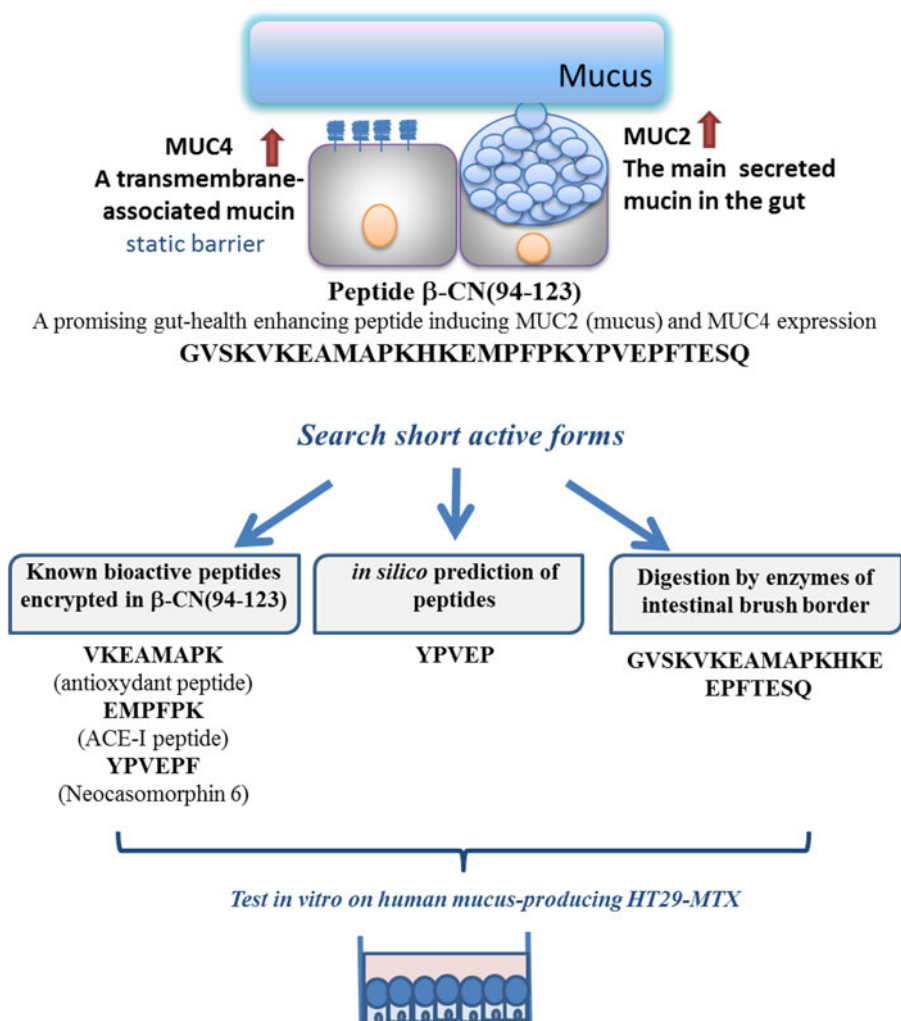 Mucus
MUC4
A transmembrane-
associated mucin
static barrier
MUC2
The main secreted
mucin in the gut
Peptide β-CN(94-123)
A promising gut-health enhancing peptide inducing MUC2 (mucus) and MUC4 expression
GVSKVKEAMAPKHKEMPFPKYPVEPFTESQ
Search short active forms
Known bioactive peptides
encrypted in β-CN(94-123)
VKEAMAPK
(antioxydant peptide)
EMPFPK
(ACE-I peptide)
YPVEPF
(Neocasomorphin 6)
in silico prediction of
peptides
YPVEP
Digestion by enzymes of
intestinal brush border
GVSKVKEAMAPKHKE
EPFTESQ
Test in vitro on human mucus-producing HT29-MTX